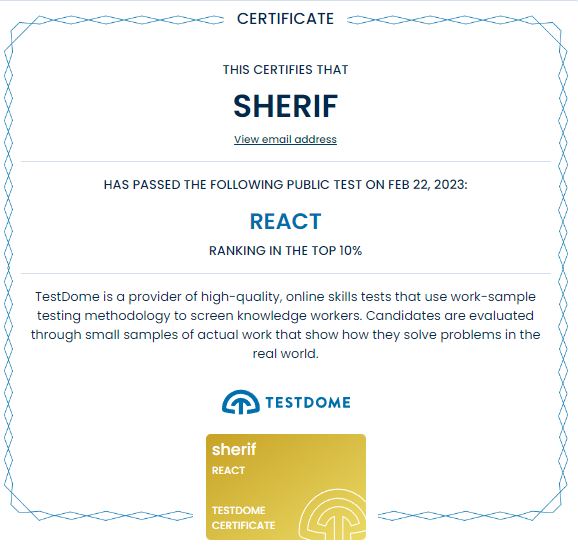 CERTIFICATE
THIS CERTIFIES THAT
SHERIF
View email address
HAS PASSED THE FOLLOWING PUBLIC TEST ON FEB 22, 2023:
REACT
RANKING IN THE TOP 10%
TestDome is a provider of high-quality, online skills tests that use work-sample
testing methodology to screen knowledge workers. Candidates are evaluated
through small samples of actual work that show how they solve problems in the
real world.
TESTDOME
sherif
REACT
TESTDOME
CERTIFICATE